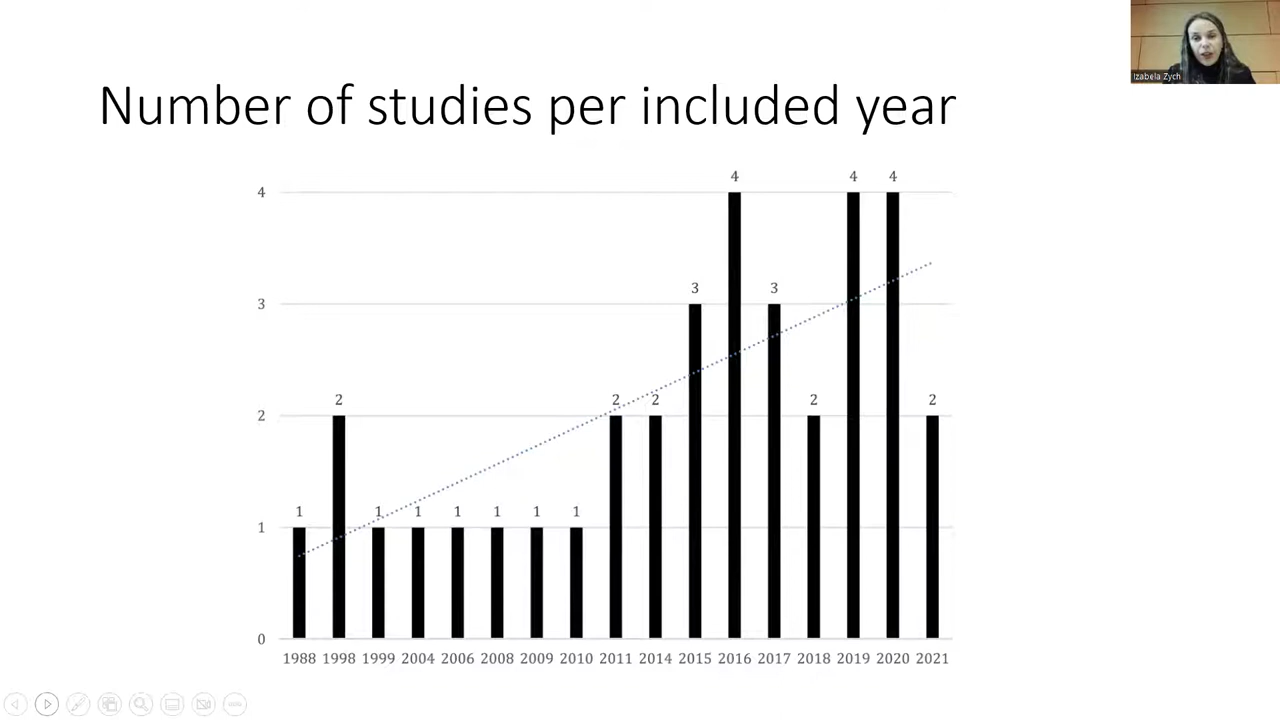 Izabela Zych
Number of studies per included year
4 4 4
4
3 3
3
2 2 2 2 2
2
1 1 1 1 1 1 1
1
0
1988 1998 1999 2004 2006 2008 2009 2010 2011 2014 2015 2016 2017 2018 2019 2020 2021